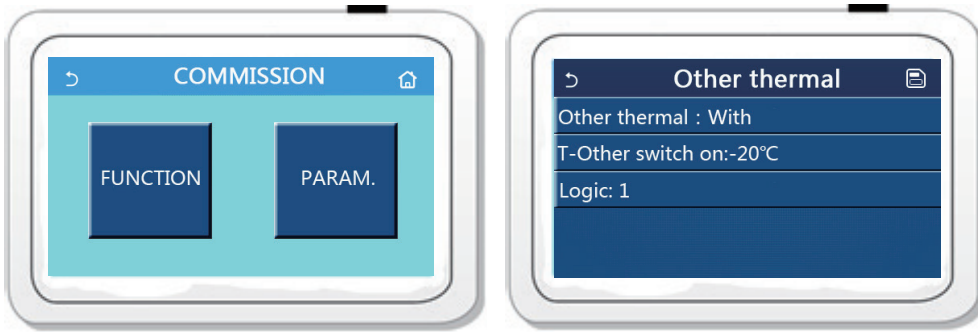 COMMISSION
FUNCTION
PARAM.
Other thermal
Other thermal : With
T-Other switch on:-20℃
Logic: 1